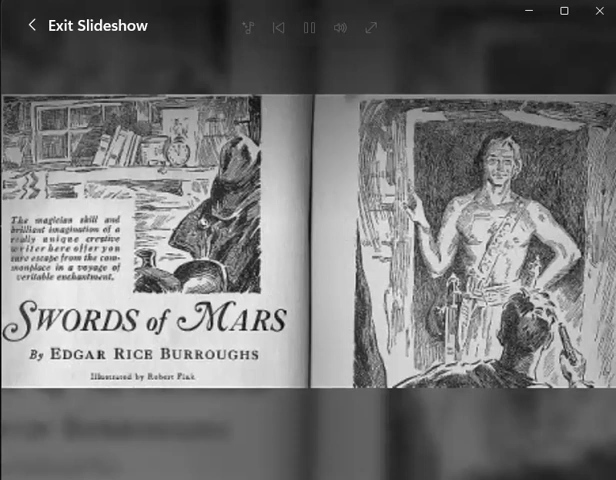 Exit Slideshow
The magician skill and
brilliant imagination of a
really unique creative
writer here offer you
rare escape from the com-
monplace in a voyage of
veritable enchantment.
SWORDS of MARS
By EDGAR RICE BURROUGHS
Illustrated by Robert Fink